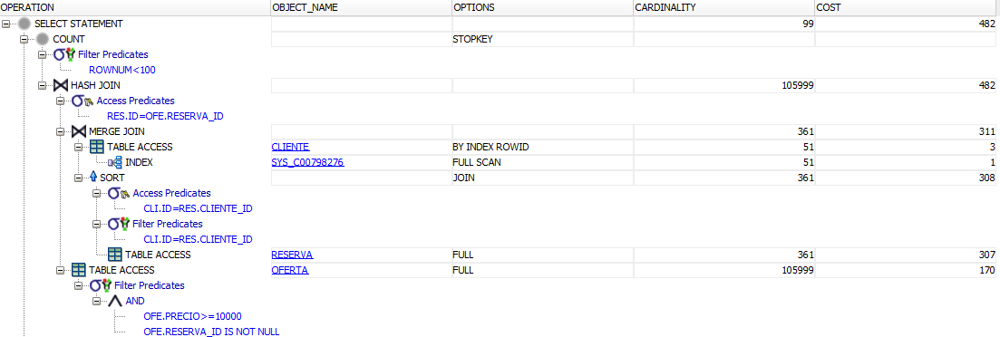 OPERATION OBJECT_NAME OPTIONS CARDINALITY COST
SELECT STATEMENT 99 482
COUNT STOPKEY
Filter Predicates
ROWNUM<100
HASH JOIN 105999 482
Access Predicates
RES.ID=OFE.RESERVA_ID
MERGE JOIN 361 311
TABLE ACCESS CLIENTE BY INDEX ROWID 51 3
INDEX SYS_C00798276 FULL SCAN 51 1
SORT JOIN 361 308
Access Predicates
CLI.ID=RES.CLIENTE_ID
Filter Predicates
CLI.ID=RES.CLIENTE_ID
TABLE ACCESS RESERVA FULL 361 307
TABLE ACCESS OFERTA FULL 105999 170
Filter Predicates
AND
OFE.PRECIO>=10000
OFE.RESERVA_ID IS NOT NULL